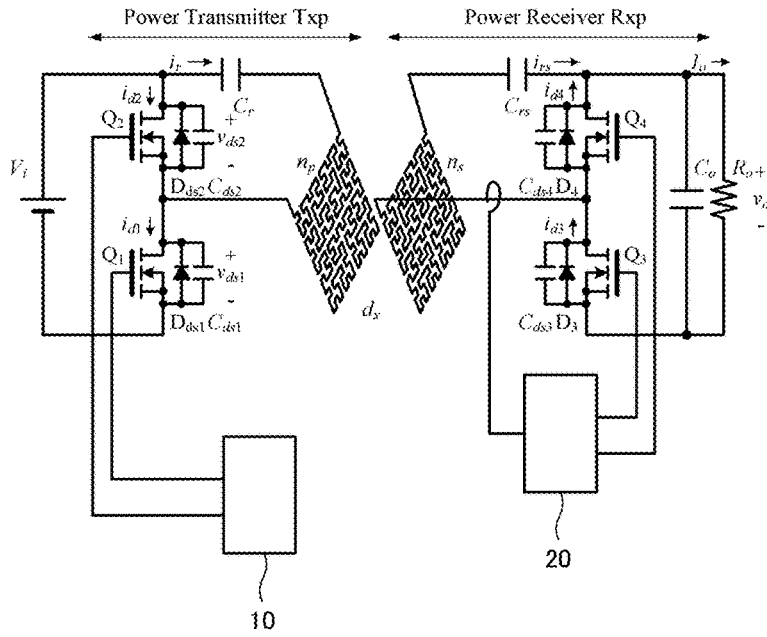 Power Transmitter Txp
Power Receiver Rxp
ir
irs
Io
id2
Cr
Crs
id4
Q2
+
vds2
-
Q4
Vi
np
ns
Co
Ro
+
vo
-
Dds2 Cds2
Cds4 D4
id1
id3
Q1
+
vds1
-
Q3
dx
Dds1 Cds1
Cds3 D3
20
10